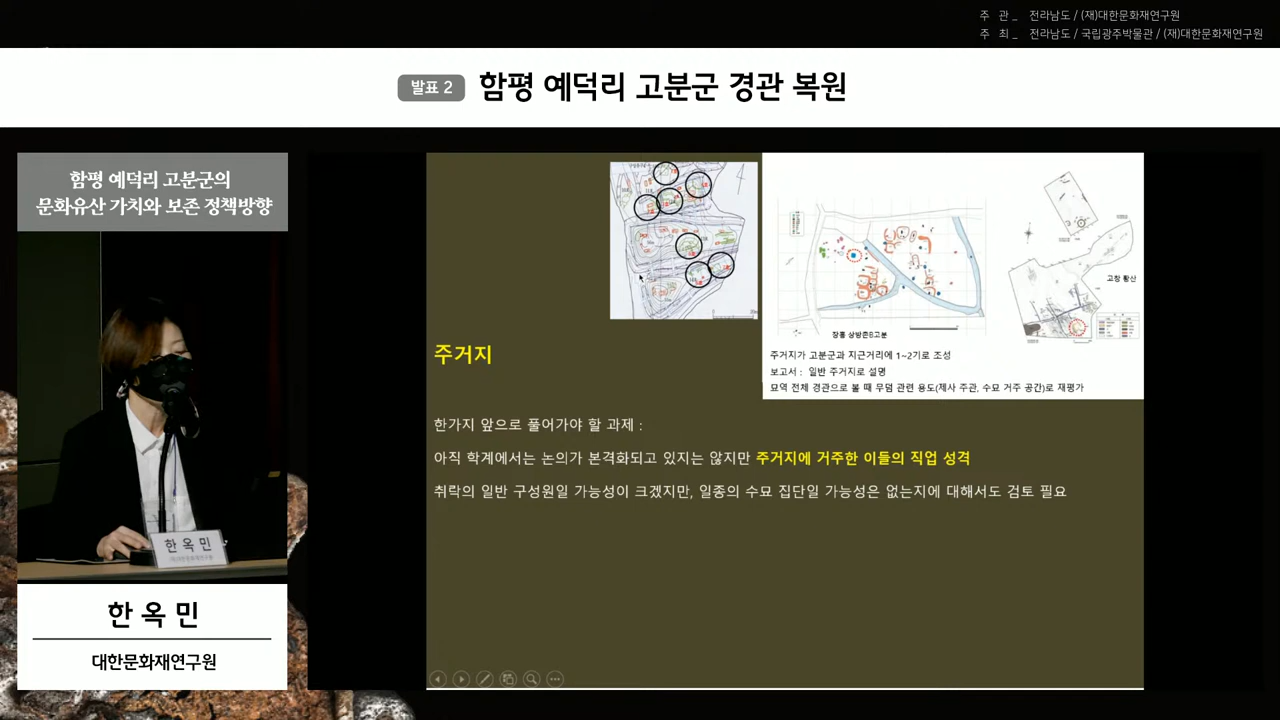 주 관 _ 전라남도 / (재)대한문화재연구원
주 최 _ 전라남도 / 국립광주박물관 / (재)대한문화재연구원
발표 2 함평 예덕리 고분군 경관 복원
함평 예덕리 고분군의
문화유산 가치와 보존 정책방향
한옥민
한 옥 민
대한문화재연구원
고창 황산
장흥 상방촌B고분
주거지가 고분군과 지근거리에 1~2기로 조성
보고서 : 일반 주거지로 설명
묘역 전체 경관으로 볼 때 무덤 관련 용도(제사 주관, 수묘 거주 공간)로 재평가
주거지
한가지 앞으로 풀어가야 할 과제 :
아직 학계에서는 논의가 본격화되고 있지는 않지만 주거지에 거주한 이들의 직업 성격
취락의 일반 구성원일 가능성이 크겠지만, 일종의 수묘 집단일 가능성은 없는지에 대해서도 검토 필요